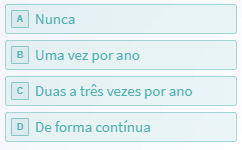 A Nunca
B Uma vez por ano
C Duas a três vezes por ano
D De forma contínua